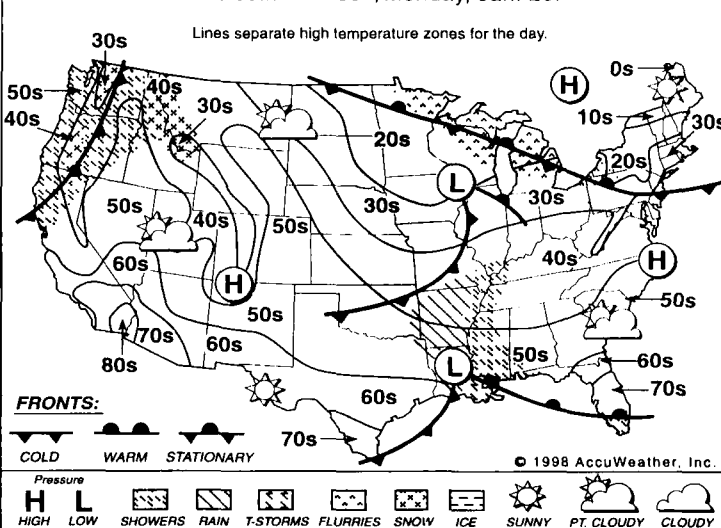 Lines separate high temperature zones for the day.
30s
0s
H
50s
40s
10s
40s
30s
30s
20s
20s
L
30s
50s
40s
50s
30s
40s
60s
H
H
50s
50s
70s
60s
80s
50s
60s
L
60s
70s
70s
FRONTS:
COLD WARM STATIONARY
© 1998 AccuWeather, Inc.
Pressure
H L
HIGH LOW SHOWERS RAIN T-STORMS FLURRIES SNOW ICE SUNNY PT. CLOUDY CLOUDY